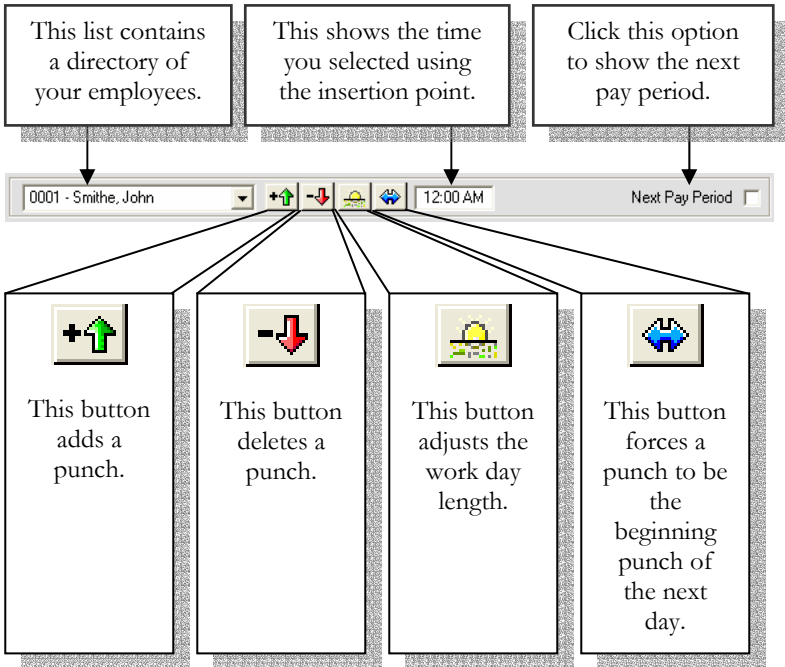 This list contains
a directory of
your employees.
This shows the time
you selected using
the insertion point.
Click this option
to show the next
pay period.
0001 - Smithe, John
12:00 AM
Next Pay Period
This button
adds a
punch.
This button
deletes a
punch.
This button
adjusts the
work day
length.
This button
forces a
punch to be
the
beginning
punch of
the next
day.